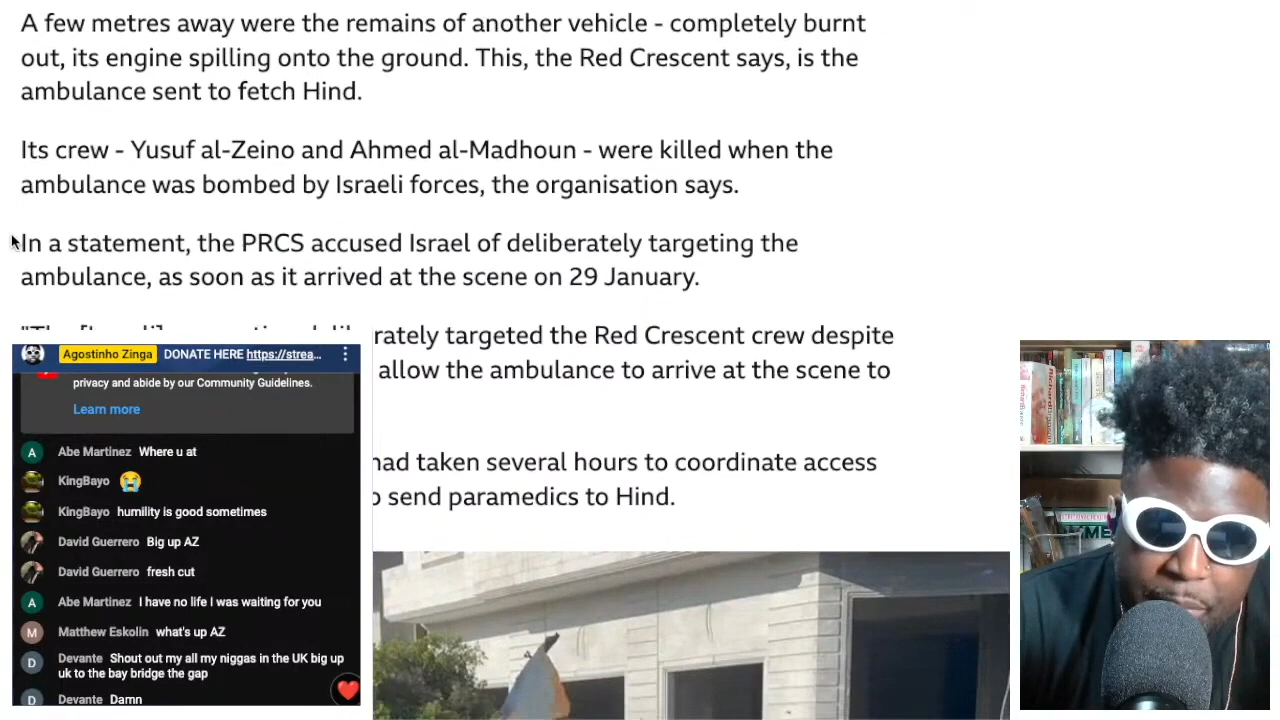 A few metres away were the remains of another vehicle - completely burnt
out, its engine spilling onto the ground. This, the Red Crescent says, is the
ambulance sent to fetch Hind.
Its crew - Yusuf al-Zeino and Ahmed al-Madhoun - were killed when the
ambulance was bombed by Israeli forces, the organisation says.
In a statement, the PRCS accused Israel of deliberately targeting the
ambulance, as soon as it arrived at the scene on 29 January.
rately targeted the Red Crescent crew despite
allow the ambulance to arrive at the scene to
had taken several hours to coordinate access
o send paramedics to Hind.
Agostinho Zinga DONATE HERE https://strea...
privacy and abide by our Community Guidelines.
Learn more
A Abe Martinez Where u at
KingBayo
KingBayo humility is good sometimes
David Guerrero Big up AZ
David Guerrero fresh cut
A Abe Martinez I have no life I was waiting for you
M Matthew Eskolin what's up AZ
D Devante Shout out my all my niggas in the UK big up
uk to the bay bridge the gap
D Devante Damn